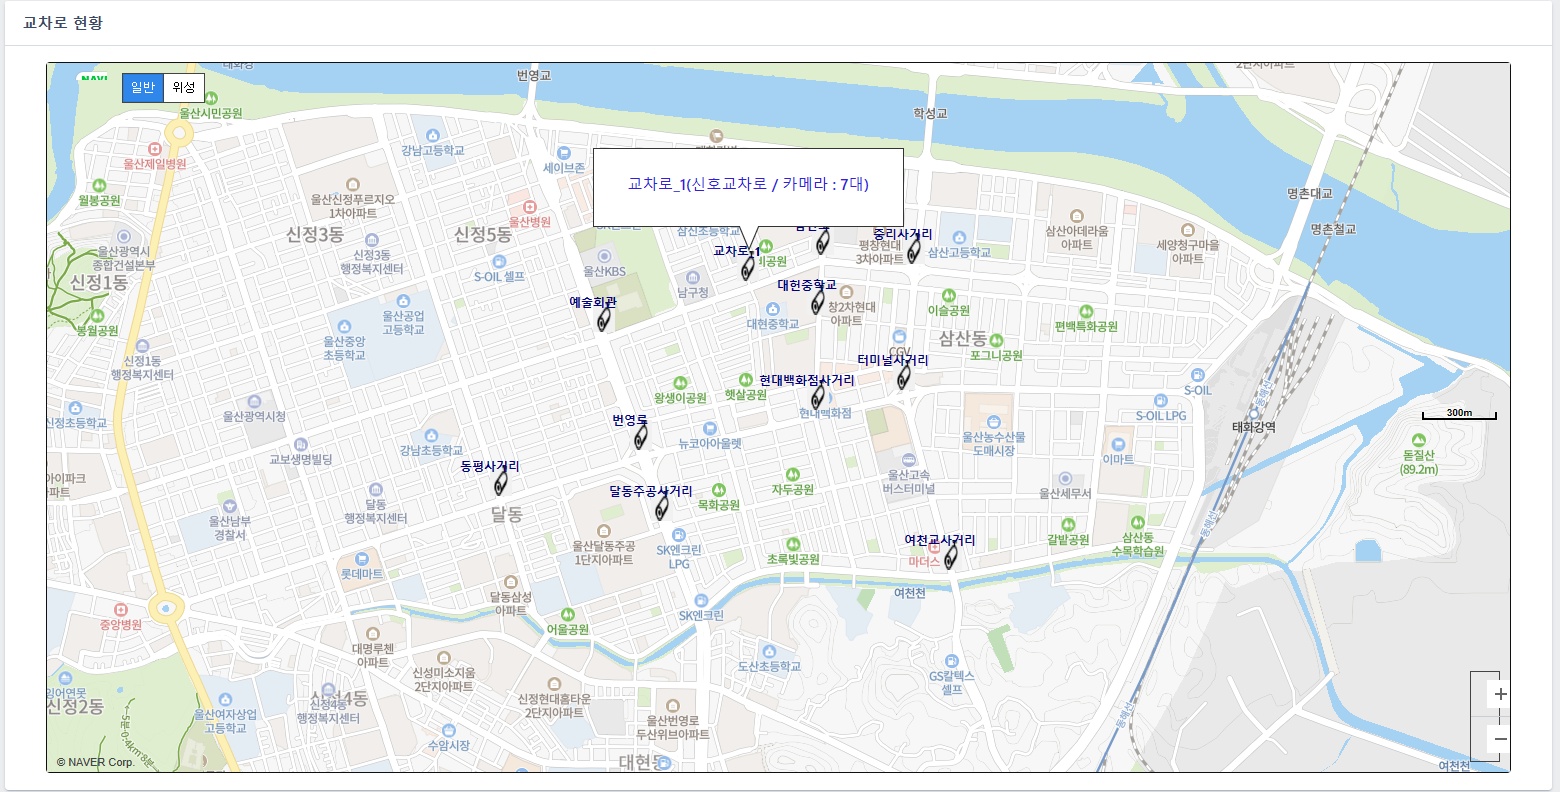 교차로 현황
일반
위성
번영교
2단지아파트
학성교
울산시민공원
강남고등학교
울산제일병원
세이브존
교차로_1(신호교차로 / 카메라 : 7대)
명촌대교
명촌철교
월봉공원
울산신정푸르지오
1차아파트
울산병원
신정3동
신정5동
삼산아데라움
아파트
세양청구마을
아파트
울산광역시
종합건설본부
신정3동
행정복지센터
S-OIL 셀프
울산KBS
교차로_1
중리사거리
평창현대
3차아파트
삼산고등학교
신정1동
남구청
대현중학교
대헌중학교
창2차현대
아파트
이슬공원
편백특화공원
예술회관
울산공업
고등학교
봉월공원
울산중앙
초등학교
삼산동
포그니공원
CGV
터미널사거리
신정1동
행정복지센터
왕생이공원
햇살공원
현대백화점사거리
현대백화점
S-OIL
S-OIL LPG
동해선
태화강역
300m
신정초등학교
울산광역시청
번영로
뉴코아아울렛
울산농수산물
도매시장
이마트
돋질산
(89.2m)
교보생명빌딩
강남초등학교
동평사거리
울산고속
버스터미널
울산세무서
아이파크
파트
달동
행정복지센터
달동
달동주공사거리
목화공원
자두공원
울산남부
경찰서
동해선
울산달동주공
1단지아파트
SK엔크린
LPG
초록빛공원
여천교사거리
마더스
갈밭공원
삼산동
수목학습원
롯데마트
달동삼성
아파트
여천천
중앙병원
어울공원
SK엔크린
대명루첸
아파트
신성미소지움
2단지아파트
도산초등학교
GS칼텍스
셀프
잉어연못
신정2동
신정4동
행정복지센터
신정현대홈타운
2단지아파트
울산여자상업
고등학교
울산번영로
두산위브아파트
동해선
수암시장
대현동
여천천
© NAVER Corp.